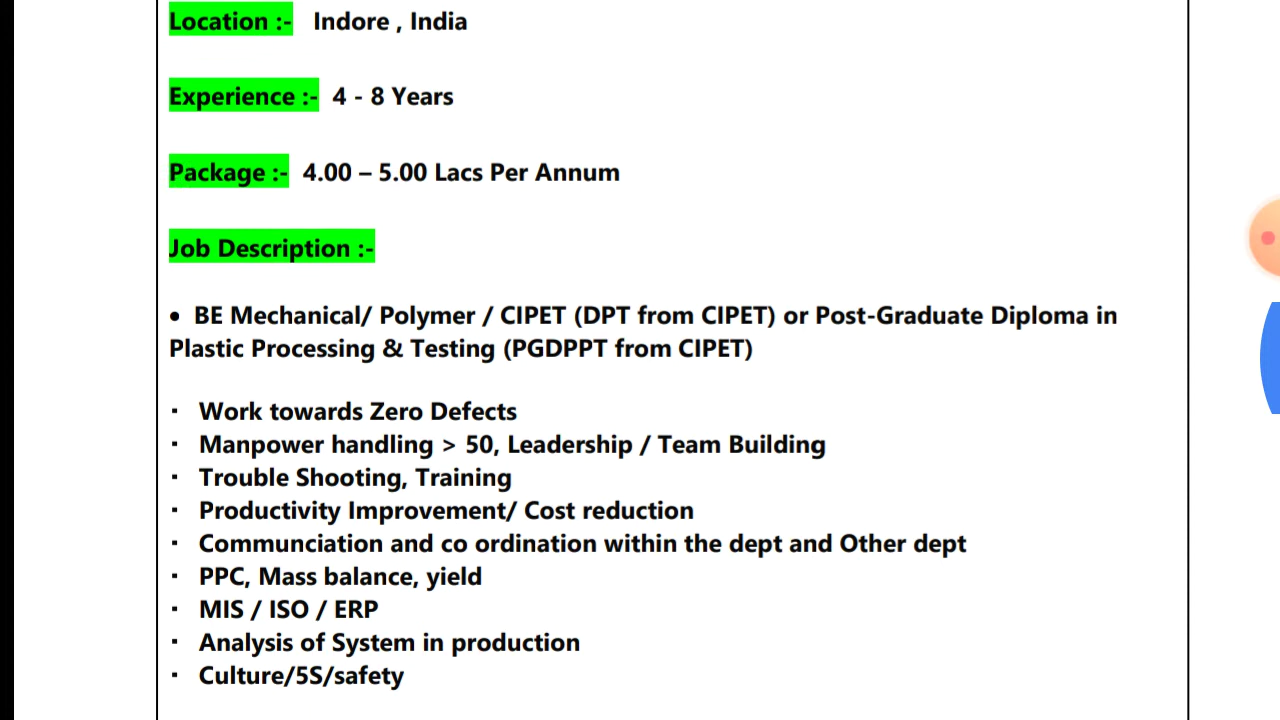 Location :- Indore , India
Experience :- 4 - 8 Years
Package :- 4.00 – 5.00 Lacs Per Annum
Job Description :-
• BE Mechanical/ Polymer / CIPET (DPT from CIPET) or Post-Graduate Diploma in
Plastic Processing & Testing (PGDPPT from CIPET)
▪ Work towards Zero Defects
▪ Manpower handling > 50, Leadership / Team Building
▪ Trouble Shooting, Training
▪ Productivity Improvement/ Cost reduction
▪ Communciation and co ordination within the dept and Other dept
▪ PPC, Mass balance, yield
▪ MIS / ISO / ERP
▪ Analysis of System in production
▪ Culture/5S/safety